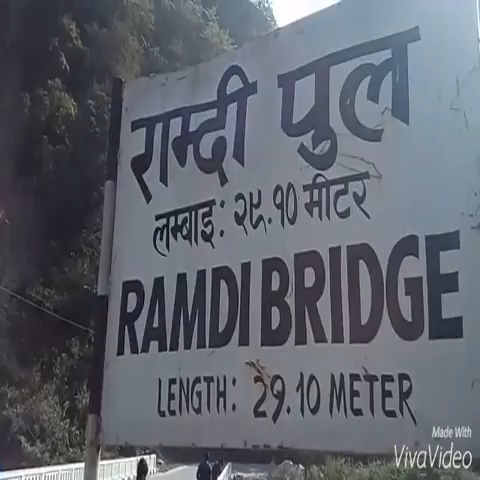 राम्दी पुल
लम्बाइ: २९.१० मीटर
RAMDI BRIDGE
LENGTH: 29.10 METER
Made With
VivaVideo